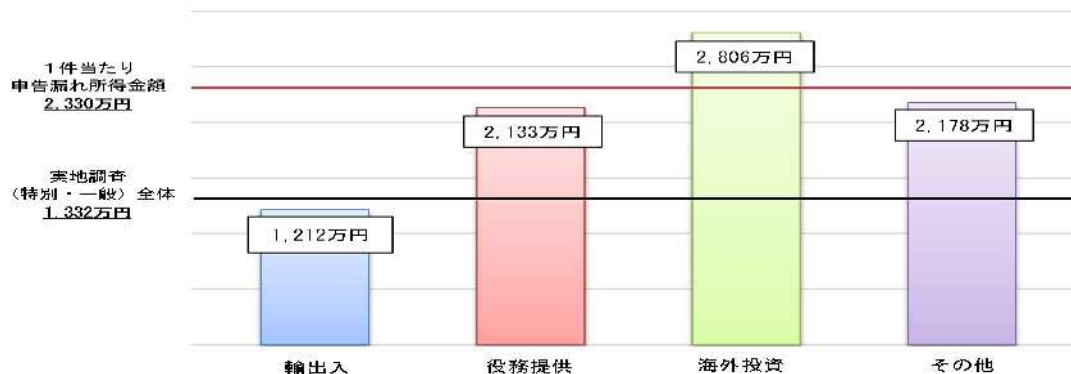 １件当たり
申告漏れ所得金額
2,330万円
実地調査
（特別・一般）全体
1,332万円
1,212万円
2,133万円
2,806万円
2,178万円
輸出入
役務提供
海外投資
その他